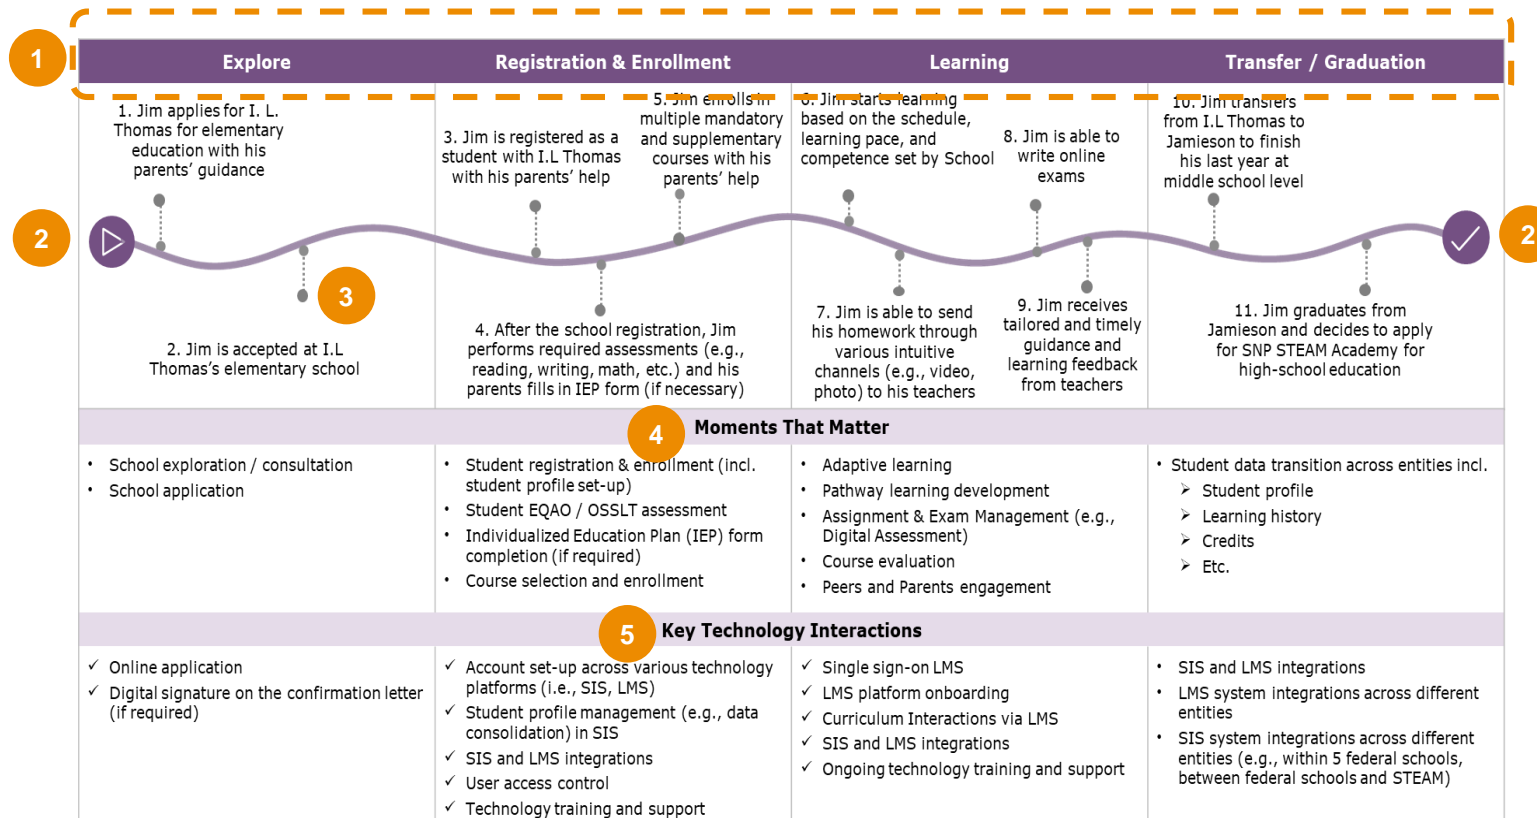 1
Explore
Registration & Enrollment
Learning
Transfer / Graduation
1. Jim applies for I. L.
Thomas for elementary
education with his
parents’ guidance
3. Jim is registered as a
student with I.L Thomas
with his parents’ help
5. Jim enrolls in
multiple mandatory
and supplementary
courses with his
parents’ help
6. Jim starts learning
based on the schedule,
learning pace, and
competence set by School
8. Jim is able to
write online
exams
10. Jim transfers
from I.L Thomas to
Jamieson to finish
his last year at
middle school level
2
2
3
2. Jim is accepted at I.L
Thomas’s elementary school
4. After the school registration, Jim
performs required assessments (e.g.,
reading, writing, math, etc.) and his
parents fills in IEP form (if necessary)
7. Jim is able to send
his homework through
various intuitive
channels (e.g., video,
photo) to his teachers
9. Jim receives
tailored and timely
guidance and
learning feedback
from teachers
11. Jim graduates from
Jamieson and decides to apply
for SNP STEAM Academy for
high-school education
4
Moments That Matter
• School exploration / consultation
• School application
• Student registration & enrollment (incl.
student profile set-up)
• Student EQAO / OSSLT assessment
• Individualized Education Plan (IEP) form
completion (if required)
• Course selection and enrollment
• Adaptive learning
• Pathway learning development
• Assignment & Exam Management (e.g.,
Digital Assessment)
• Course evaluation
• Peers and Parents engagement
• Student data transition across entities incl.
➢ Student profile
➢ Learning history
➢ Credits
➢ Etc.
5
Key Technology Interactions
✓ Online application
✓ Digital signature on the confirmation letter
(if required)
✓ Account set-up across various technology
platforms (i.e., SIS, LMS)
✓ Student profile management (e.g., data
consolidation) in SIS
✓ SIS and LMS integrations
✓ User access control
✓ Technology training and support
✓ Single sign-on LMS
✓ LMS platform onboarding
✓ Curriculum Interactions via LMS
✓ SIS and LMS integrations
✓ Ongoing technology training and support
• SIS and LMS integrations
• LMS system integrations across different
entities
• SIS system integrations across different
entities (e.g., within 5 federal schools,
between federal schools and STEAM)